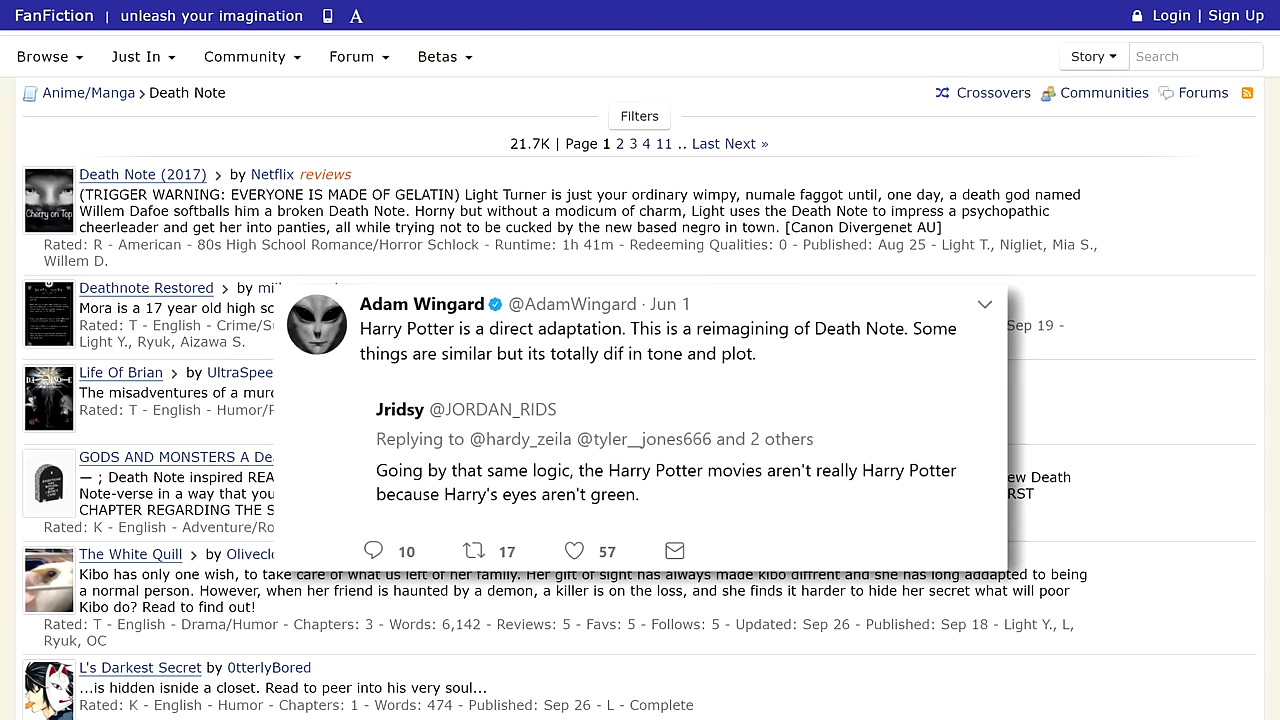 FanFiction | unleash your imagination A Login | Sign Up
Browse Just In Community Forum Betas Story Search
Anime/Manga > Death Note Crossovers Communities Forums
Filters
21.7K | Page 1 2 3 4 11 .. Last Next »
Death Note (2017) > by Netflix reviews
(TRIGGER WARNING: EVERYONE IS MADE OF GELATIN) Light Turner is just your ordinary wimpy, numale faggot until, one day, a death god named
Willem Dafoe softballs him a broken Death Note. Horny but without a modicum of charm, Light uses the Death Note to impress a psychopathic
cheerleader and get her into panties, all while trying not to be cucked by the new based negro in town. [Canon Divergenet AU]
Cherry on Top
Rated: R - American - 80s High School Romance/Horror Schlock - Runtime: 1h 41m - Redeeming Qualities: 0 - Published: Aug 25 - Light T., Nigliet, Mia S.,
Willem D.
Deathnote Restored > by
Mora is a 17 year old high
Rated: T - English -
Sep 19 -
Light Y., Ryuk, Aizawa S.
Life Of Brian > by
The misadventures of a
Rated: T - English -
GODS AND MONSTERS A
— ; Death Note inspired
ew Death
Note-verse in a way that
RST
CHAPTER REGARDING THE
Rated: K - English -
Adam Wingard @AdamWingard · Jun 1
Harry Potter is a direct adaptation. This is a reimagining of Death Note. Some
things are similar but its totally dif in tone and plot.
Jridsy @JORDAN_RIDS
Replying to @hardy_zeila @tyler__jones666 and 2 others
Going by that same logic, the Harry Potter movies aren't really Harry Potter
because Harry's eyes aren't green.
10 17 57
The White Quill > by
Kibo has only one wish, to take care of what us left of her family. Her gift of sight has always made kibo diffrent and she has long addapted to being
a normal person. However, when her friend is haunted by a demon, a killer is on the loss, and she finds it harder to hide her secret what will poor
Kibo do? Read to find out!
Rated: T - English - Drama/Humor - Chapters: 3 - Words: 6,142 - Reviews: 5 - Favs: 5 - Follows: 5 - Updated: Sep 26 - Published: Sep 18 - Light Y., L,
Ryuk, OC
L's Darkest Secret by 0tterlyBored
...is hidden isnide a closet. Read to peer into his very soul...
Rated: K - English - Humor - Chapters: 1 - Words: 474 - Published: Sep 26 - L - Complete